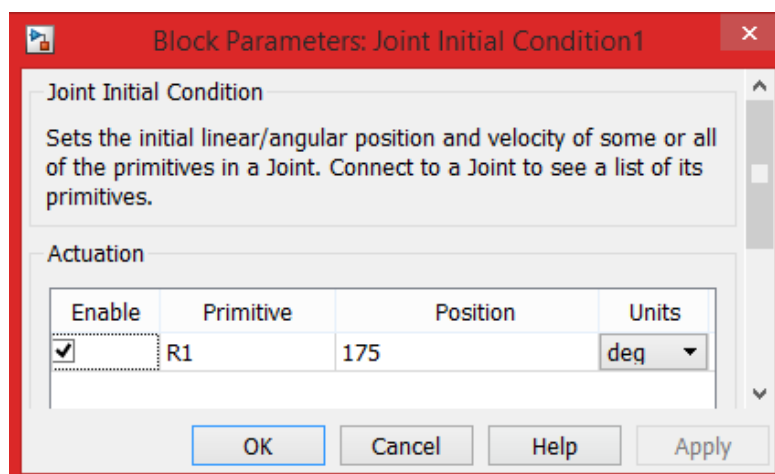 Block Parameters: Joint Initial Condition1
Joint Initial Condition
Sets the initial linear/angular position and velocity of some or all
of the primitives in a Joint. Connect to a Joint to see a list of its
primitives.
Actuation
Enable Primitive Position Units
R1 175 deg
OK Cancel Help Apply